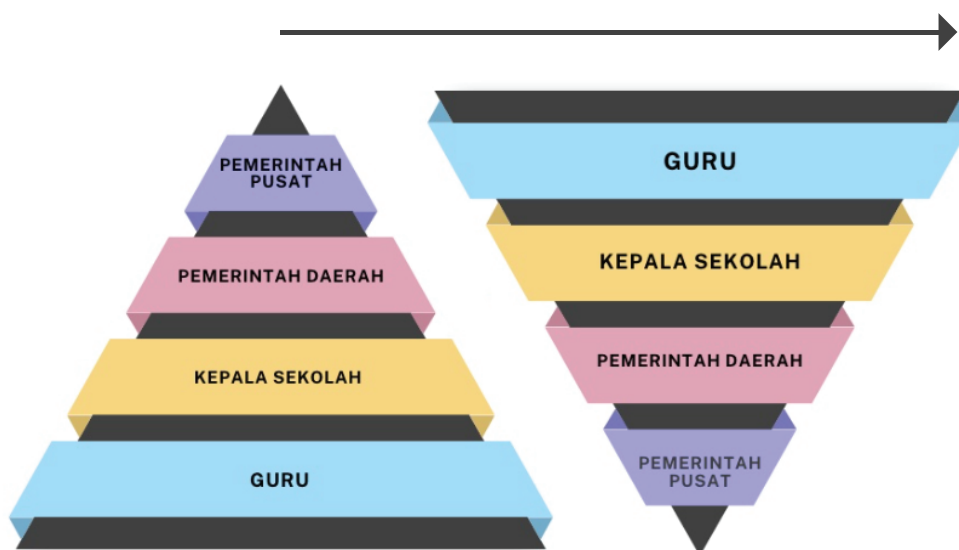 PEMERINTAH
PUSAT
PEMERINTAH DAERAH
KEPALA SEKOLAH
GURU
GURU
KEPALA SEKOLAH
PEMERINTAH DAERAH
PEMERINTAH
PUSAT